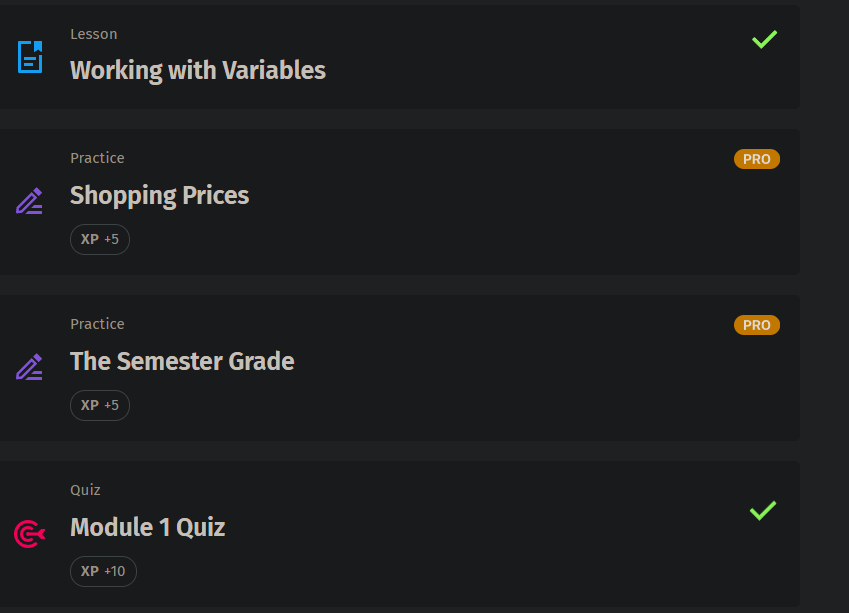 Lesson
Working with Variables
Practice
PRO
Shopping Prices
XP +5
Practice
PRO
The Semester Grade
XP +5
Quiz
Module 1 Quiz
XP +10